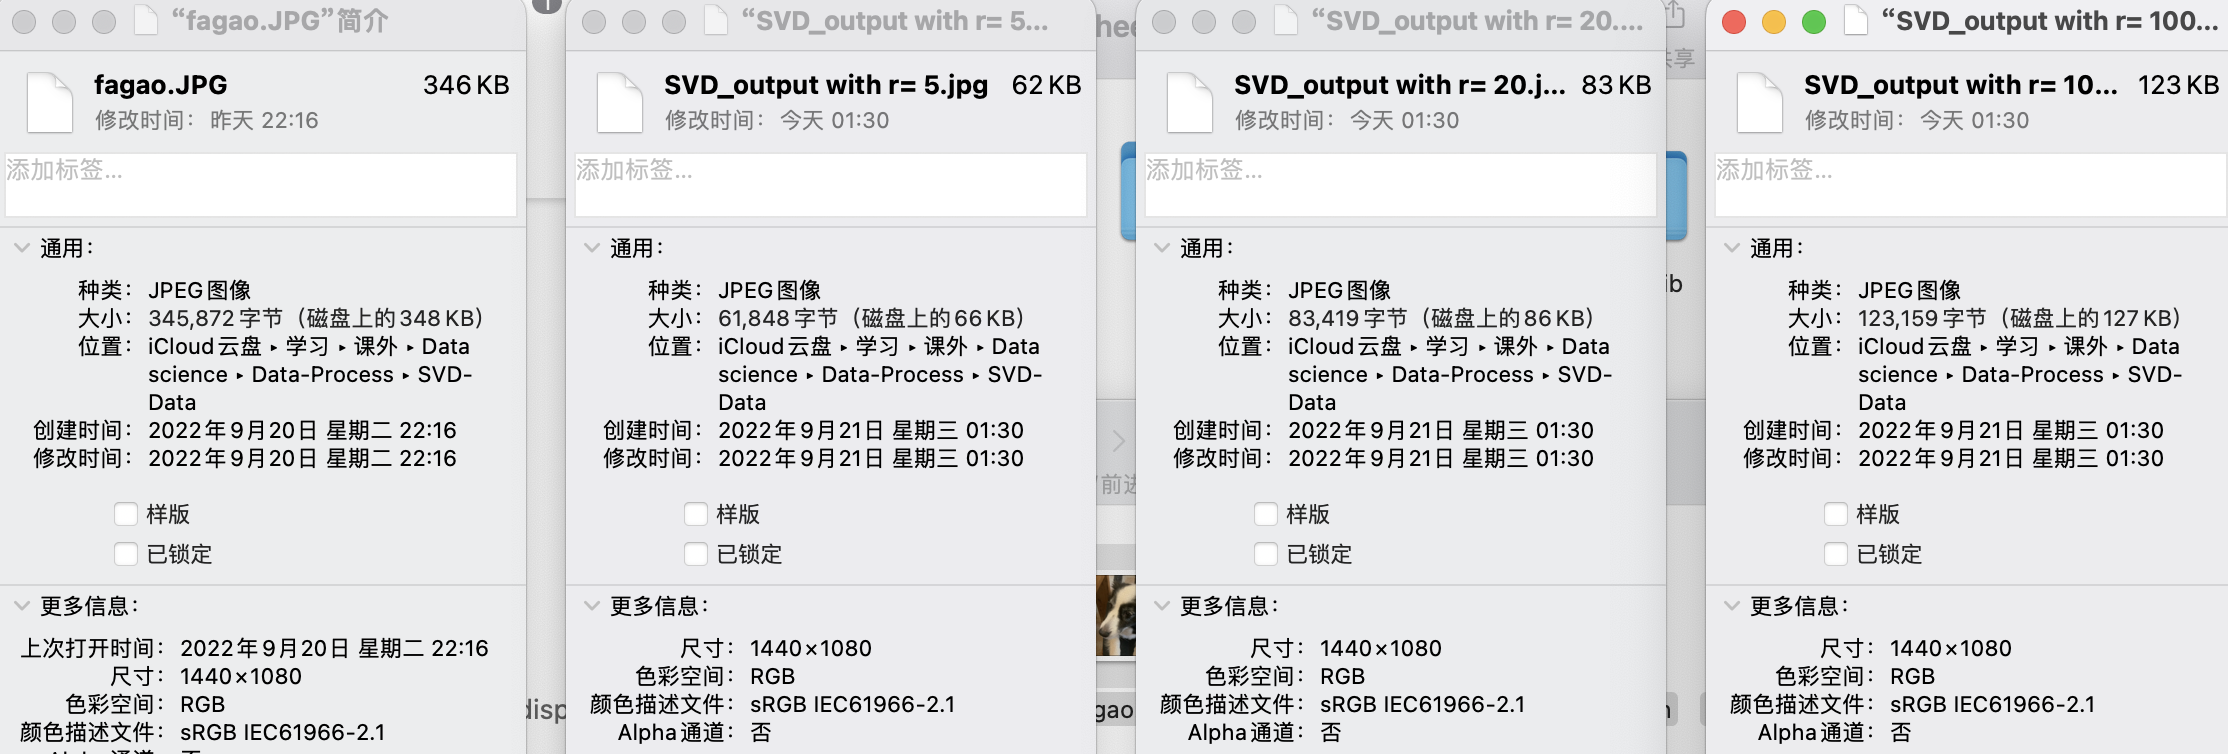 “fagao.JPG”简介
fagao.JPG 346 KB
修改时间：昨天 22:16
添加标签...
通用：
种类：JPEG图像
大小：345,872字节（磁盘上的348 KB）
位置：iCloud云盘 ▸ 学习 ▸ 课外 ▸ Data
science ▸ Data-Process ▸ SVD-
Data
创建时间：2022年9月20日 星期二 22:16
修改时间：2022年9月20日 星期二 22:16
样版
已锁定
更多信息：
上次打开时间：2022年9月20日 星期二 22:16
尺寸：1440×1080
色彩空间：RGB
颜色描述文件：sRGB IEC61966-2.1
“SVD_output with r= 5...
SVD_output with r= 5.jpg 62 KB
修改时间：今天 01:30
添加标签...
通用：
种类：JPEG图像
大小：61,848字节（磁盘上的66 KB）
位置：iCloud云盘 ▸ 学习 ▸ 课外 ▸ Data
science ▸ Data-Process ▸ SVD-
Data
创建时间：2022年9月21日 星期三 01:30
修改时间：2022年9月21日 星期三 01:30
样版
已锁定
更多信息：
尺寸：1440×1080
色彩空间：RGB
颜色描述文件：sRGB IEC61966-2.1
Alpha通道：否
“SVD_output with r= 20....
SVD_output with r= 20.j... 83 KB
修改时间：今天 01:30
添加标签...
通用：
种类：JPEG图像
大小：83,419字节（磁盘上的86 KB）
位置：iCloud云盘 ▸ 学习 ▸ 课外 ▸ Data
science ▸ Data-Process ▸ SVD-
Data
创建时间：2022年9月21日 星期三 01:30
修改时间：2022年9月21日 星期三 01:30
样版
已锁定
更多信息：
尺寸：1440×1080
色彩空间：RGB
颜色描述文件：sRGB IEC61966-2.1
Alpha通道：否
“SVD_output with r= 100...
SVD_output with r= 10... 123 KB
修改时间：今天 01:30
添加标签...
通用：
种类：JPEG图像
大小：123,159字节（磁盘上的127 KB）
位置：iCloud云盘 ▸ 学习 ▸ 课外 ▸ Data
science ▸ Data-Process ▸ SVD-
Data
创建时间：2022年9月21日 星期三 01:30
修改时间：2022年9月21日 星期三 01:30
样版
已锁定
更多信息：
尺寸：1440×1080
色彩空间：RGB
颜色描述文件：sRGB IEC61966-2.1
Alpha通道：否